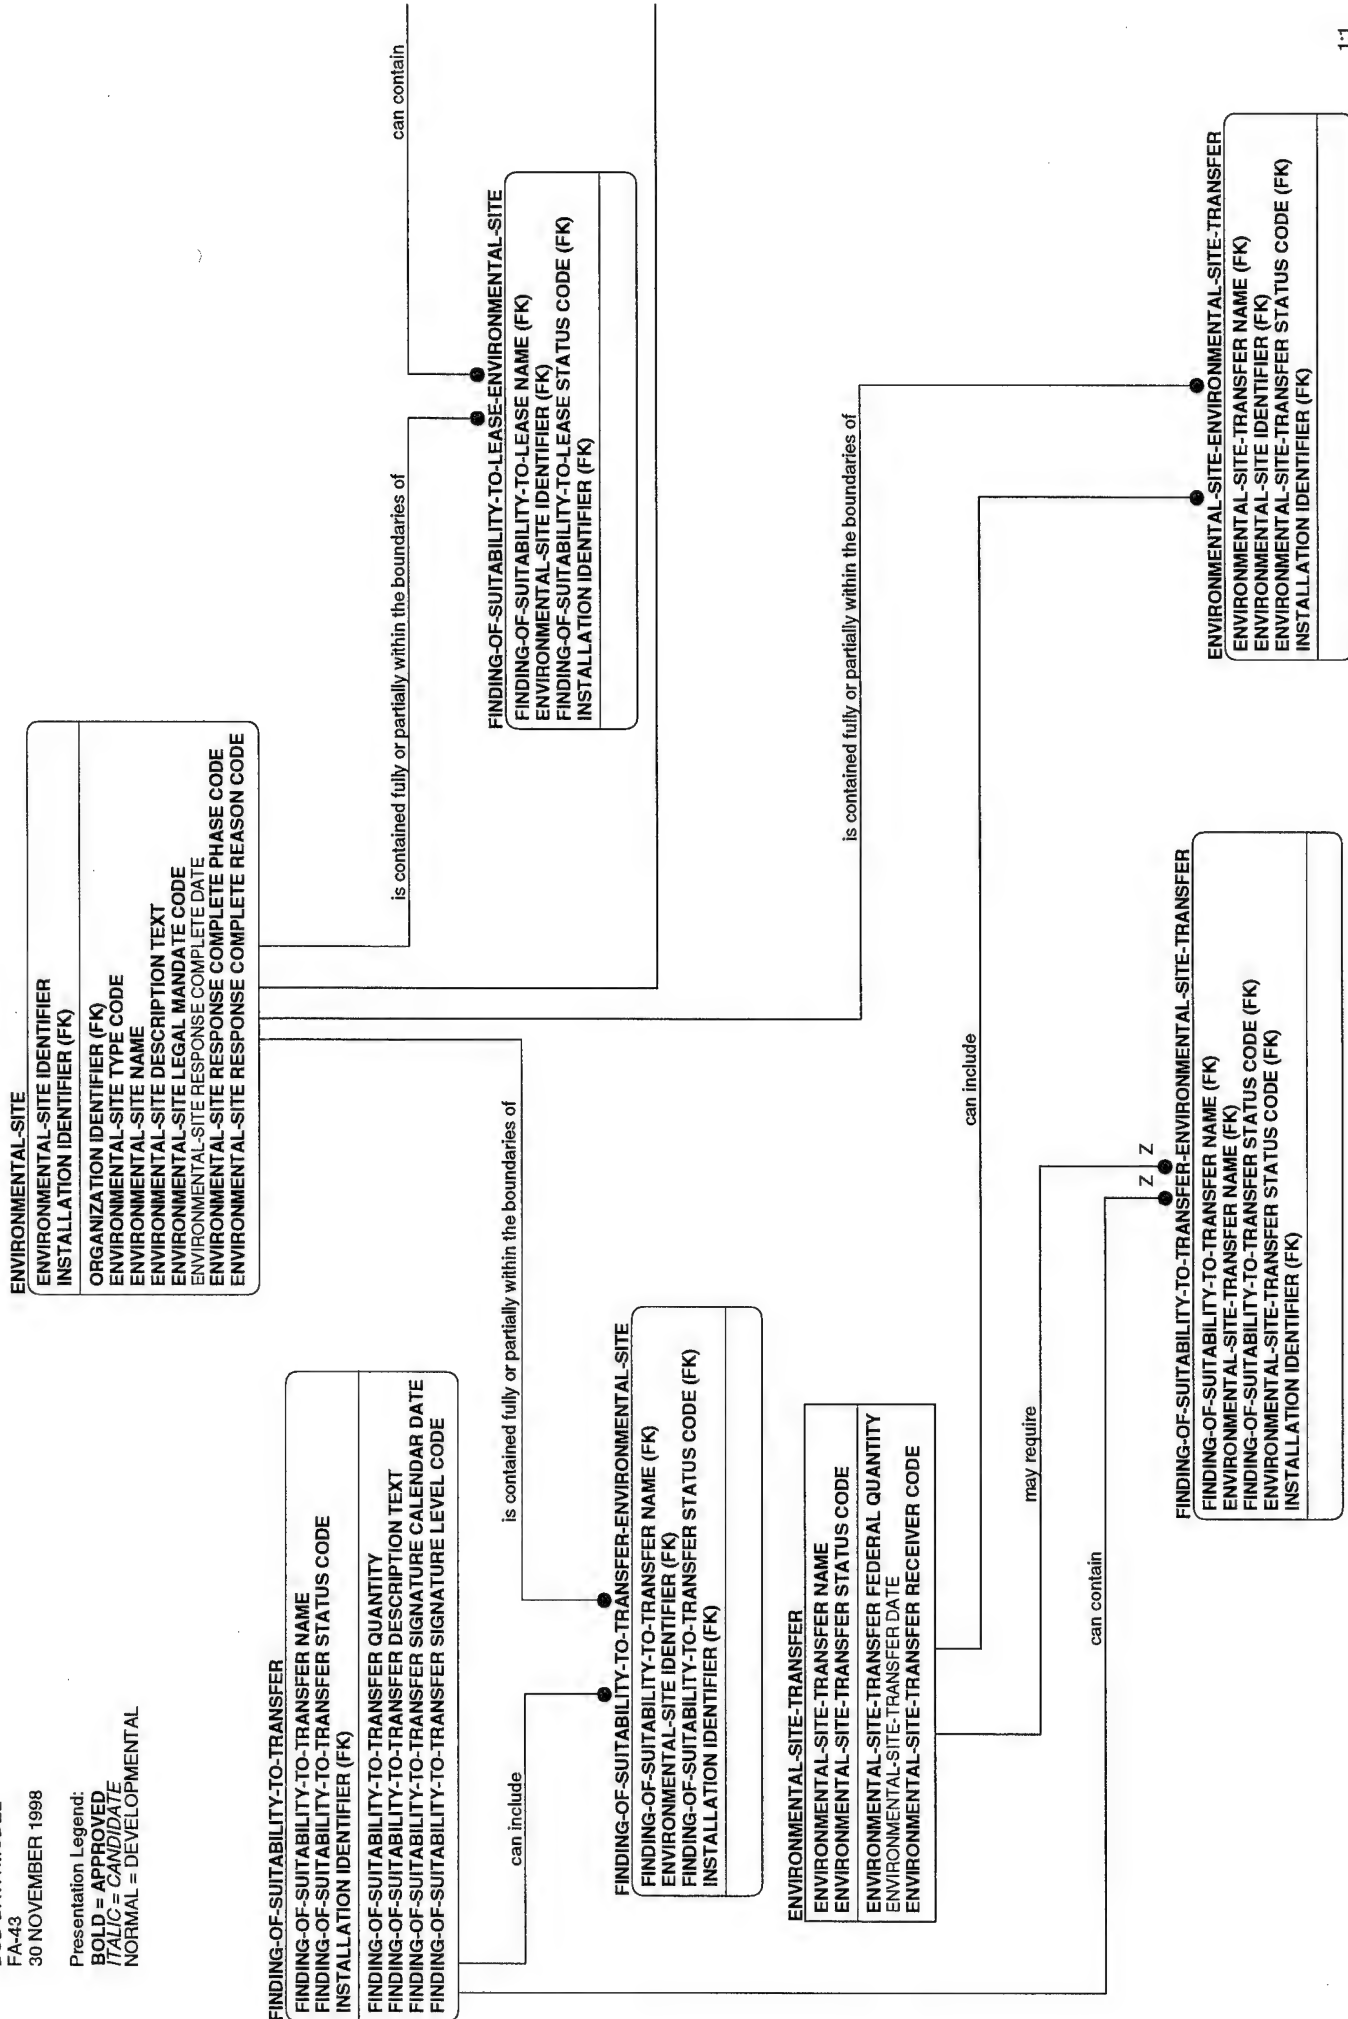 FA-43
30 NOVEMBER 1998
Presentation Legend:
BOLD = APPROVED
ITALIC = CANDIDATE
NORMAL = DEVELOPMENTAL
ENVIRONMENTAL-SITE
ENVIRONMENTAL-SITE IDENTIFIER
INSTALLATION IDENTIFIER (FK)
ORGANIZATION IDENTIFIER (FK)
ENVIRONMENTAL-SITE TYPE CODE
ENVIRONMENTAL-SITE NAME
ENVIRONMENTAL-SITE DESCRIPTION TEXT
ENVIRONMENTAL-SITE LEGAL MANDATE CODE
ENVIRONMENTAL-SITE RESPONSE COMPLETE DATE
ENVIRONMENTAL-SITE RESPONSE COMPLETE PHASE CODE
ENVIRONMENTAL-SITE RESPONSE COMPLETE REASON CODE
FINDING-OF-SUITABILITY-TO-TRANSFER
FINDING-OF-SUITABILITY-TO-TRANSFER NAME
FINDING-OF-SUITABILITY-TO-TRANSFER STATUS CODE
INSTALLATION IDENTIFIER (FK)
FINDING-OF-SUITABILITY-TO-TRANSFER QUANTITY
FINDING-OF-SUITABILITY-TO-TRANSFER DESCRIPTION TEXT
FINDING-OF-SUITABILITY-TO-TRANSFER SIGNATURE CALENDAR DATE
FINDING-OF-SUITABILITY-TO-TRANSFER SIGNATURE LEVEL CODE
can contain
is contained fully or partially within the boundaries of
FINDING-OF-SUITABILITY-TO-LEASE-ENVIRONMENTAL-SITE
FINDING-OF-SUITABILITY-TO-LEASE NAME (FK)
ENVIRONMENTAL-SITE IDENTIFIER (FK)
FINDING-OF-SUITABILITY-TO-LEASE STATUS CODE (FK)
INSTALLATION IDENTIFIER (FK)
can include
is contained fully or partially within the boundaries of
FINDING-OF-SUITABILITY-TO-TRANSFER-ENVIRONMENTAL-SITE
FINDING-OF-SUITABILITY-TO-TRANSFER NAME (FK)
ENVIRONMENTAL-SITE IDENTIFIER (FK)
FINDING-OF-SUITABILITY-TO-TRANSFER STATUS CODE (FK)
INSTALLATION IDENTIFIER (FK)
ENVIRONMENTAL-SITE-TRANSFER
ENVIRONMENTAL-SITE-TRANSFER NAME
ENVIRONMENTAL-SITE-TRANSFER STATUS CODE
ENVIRONMENTAL-SITE-TRANSFER FEDERAL QUANTITY
ENVIRONMENTAL-SITE-TRANSFER DATE
ENVIRONMENTAL-SITE-TRANSFER RECEIVER CODE
is contained fully or partially within the boundaries of
can include
may require
can contain
Z
Z
FINDING-OF-SUITABILITY-TO-TRANSFER-ENVIRONMENTAL-SITE-TRANSFER
FINDING-OF-SUITABILITY-TO-TRANSFER NAME (FK)
ENVIRONMENTAL-SITE-TRANSFER NAME (FK)
FINDING-OF-SUITABILITY-TO-TRANSFER STATUS CODE (FK)
ENVIRONMENTAL-SITE-TRANSFER STATUS CODE (FK)
INSTALLATION IDENTIFIER (FK)
ENVIRONMENTAL-SITE-ENVIRONMENTAL-SITE-TRANSFER
ENVIRONMENTAL-SITE-TRANSFER NAME (FK)
ENVIRONMENTAL-SITE IDENTIFIER (FK)
ENVIRONMENTAL-SITE-TRANSFER STATUS CODE (FK)
INSTALLATION IDENTIFIER (FK)
1:1